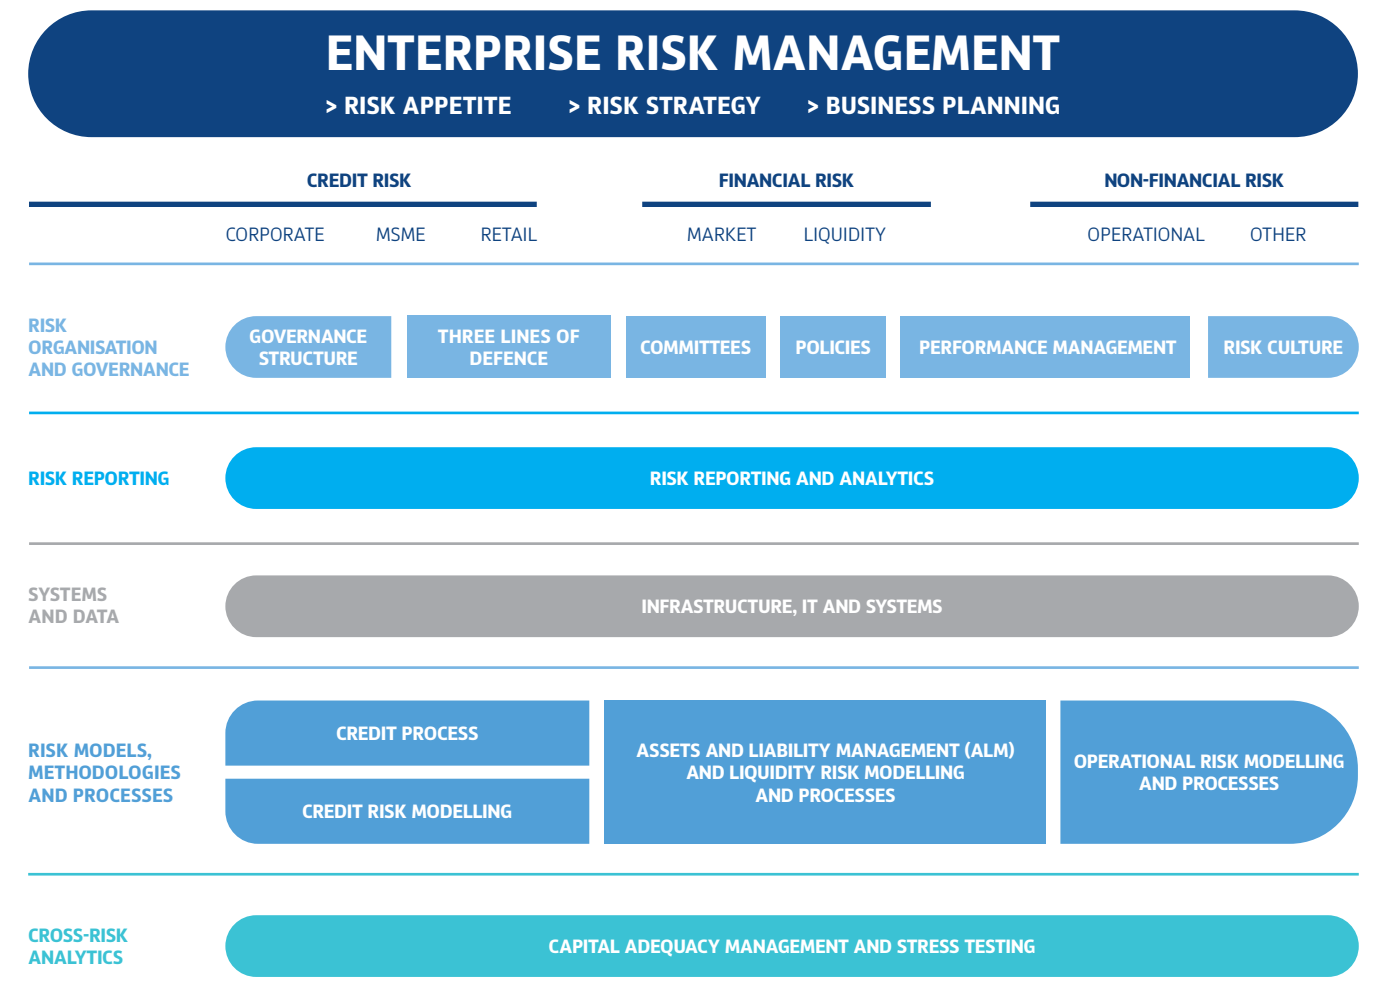 ENTERPRISE RISK MANAGEMENT
> RISK APPETITE > RISK STRATEGY > BUSINESS PLANNING
CREDIT RISK FINANCIAL RISK NON-FINANCIAL RISK
CORPORATE MSME RETAIL MARKET LIQUIDITY OPERATIONAL OTHER
RISK
ORGANISATION
AND GOVERNANCE
GOVERNANCE
STRUCTURE
THREE LINES OF
DEFENCE
COMMITTEES
POLICIES
PERFORMANCE MANAGEMENT
RISK CULTURE
RISK REPORTING
RISK REPORTING AND ANALYTICS
SYSTEMS
AND DATA
INFRASTRUCTURE, IT AND SYSTEMS
RISK MODELS,
METHODOLOGIES
AND PROCESSES
CREDIT PROCESS
CREDIT RISK MODELLING
ASSETS AND LIABILITY MANAGEMENT (ALM)
AND LIQUIDITY RISK MODELLING
AND PROCESSES
OPERATIONAL RISK MODELLING
AND PROCESSES
CROSS-RISK
ANALYTICS
CAPITAL ADEQUACY MANAGEMENT AND STRESS TESTING